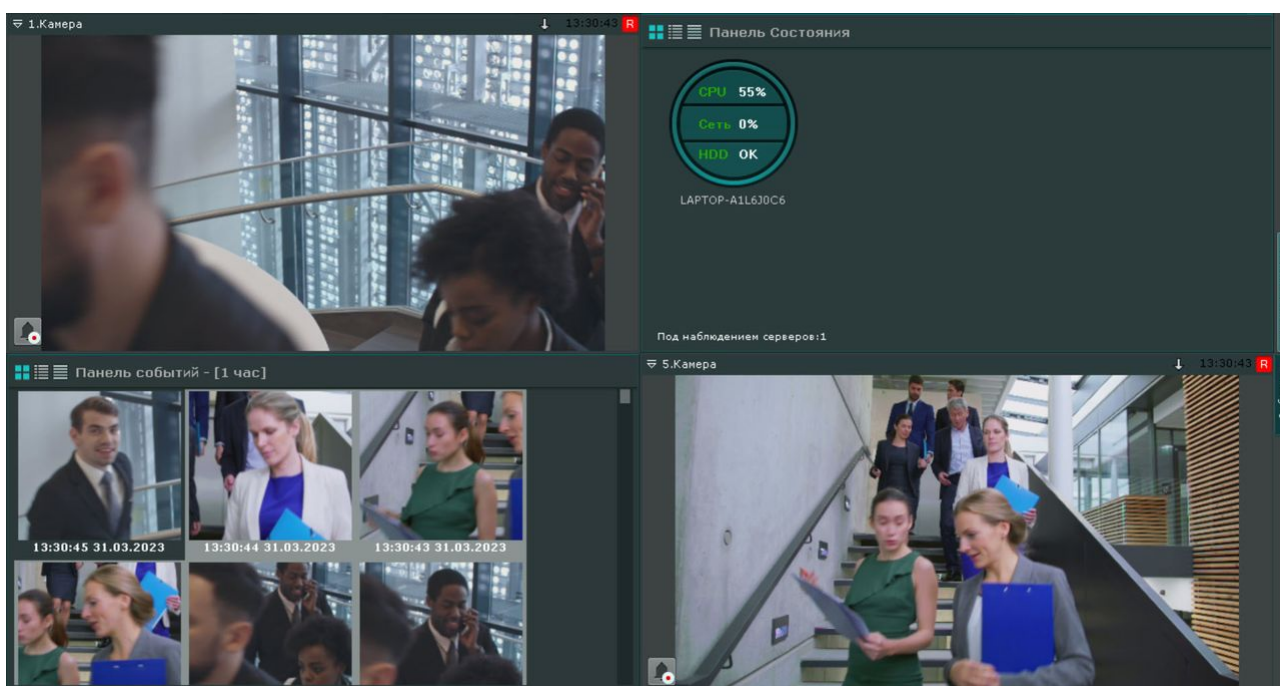 1.Камера
13:30:43 R
Панель Состояния
CPU 55%
Сеть 0%
HDD OK
LAPTOP-A1L6J0C6
Под наблюдением серверов:1
Панель событий - [1 час]
13:30:45 31.03.2023
13:30:44 31.03.2023
13:30:43 31.03.2023
5.Камера
13:30:43 R